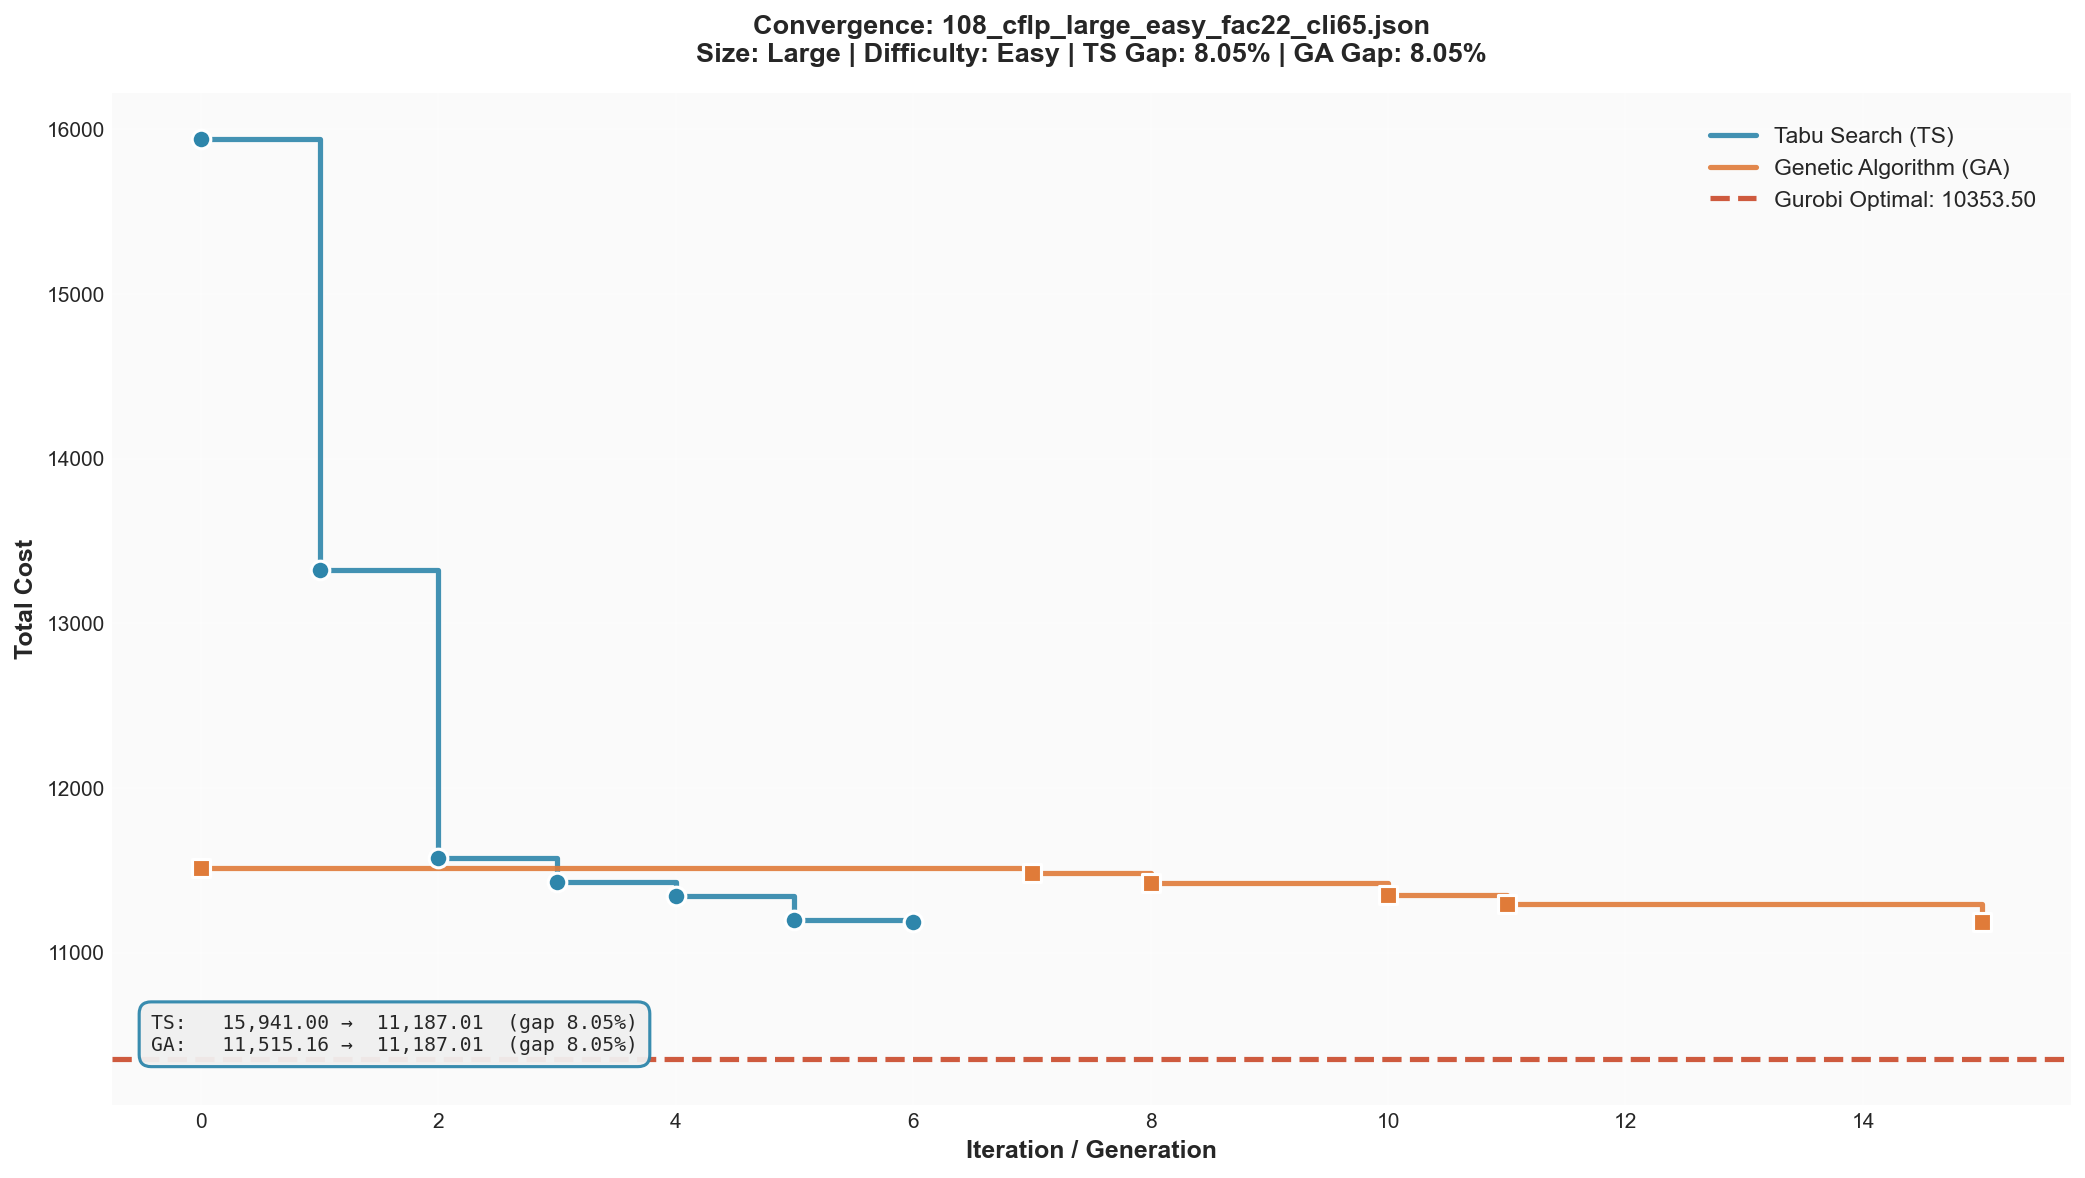 Convergence: 108_cflp_large_easy_fac22_cli65.json
Size: Large | Difficulty: Easy | TS Gap: 8.05% | GA Gap: 8.05%
Tabu Search (TS)
Genetic Algorithm (GA)
Gurobi Optimal: 10353.50
Total Cost
16000
15000
14000
13000
12000
11000
TS: 15,941.00 → 11,187.01 (gap 8.05%)
GA: 11,515.16 → 11,187.01 (gap 8.05%)
0 2 4 6 8 10 12 14
Iteration / Generation